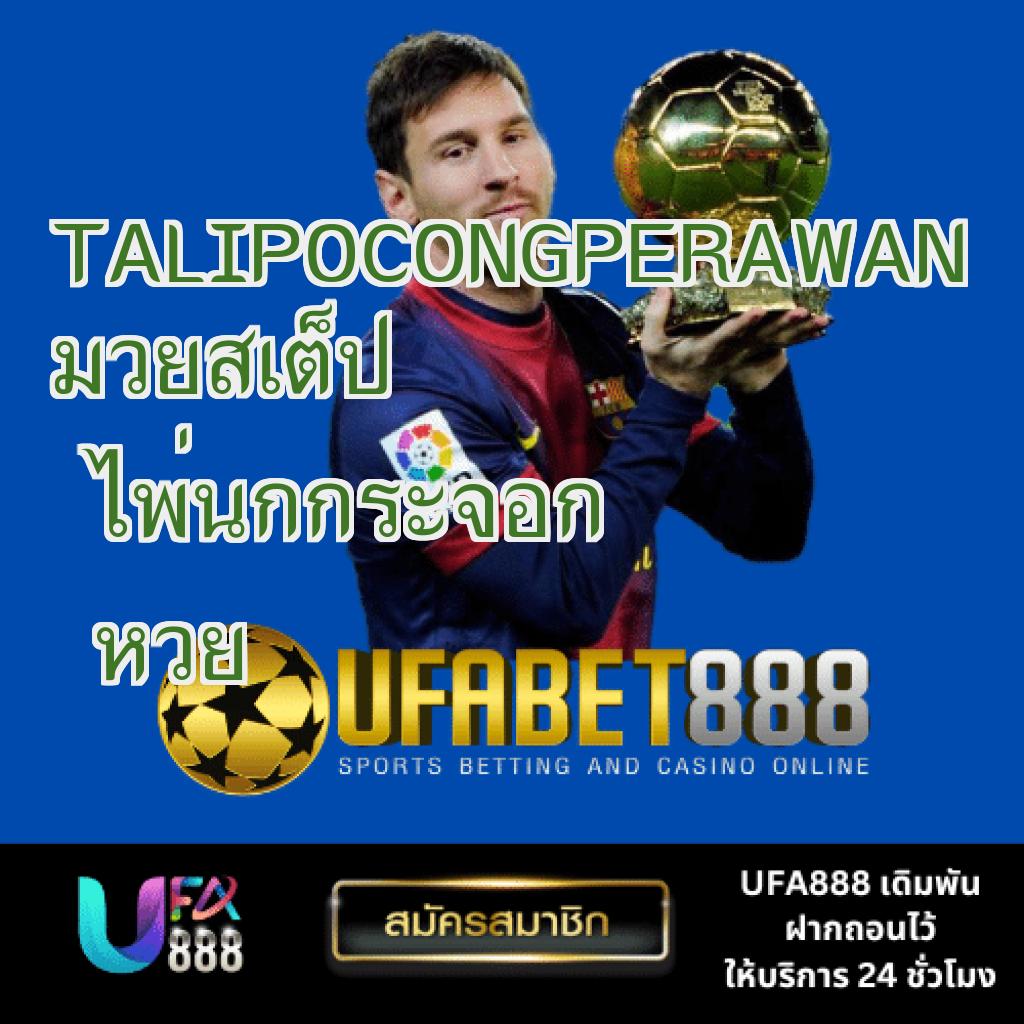 TALIPOCONGPERAWAN
มวยสเต็ป
ไพ่นกกระจอก
หวย
UFABET888
SPORTS BETTING AND CASINO ONLINE
UFA
888
สมัครสมาชิก
UFA888 เดิมพัน
ฝากถอนไว้
ให้บริการ 24 ชั่วโมง